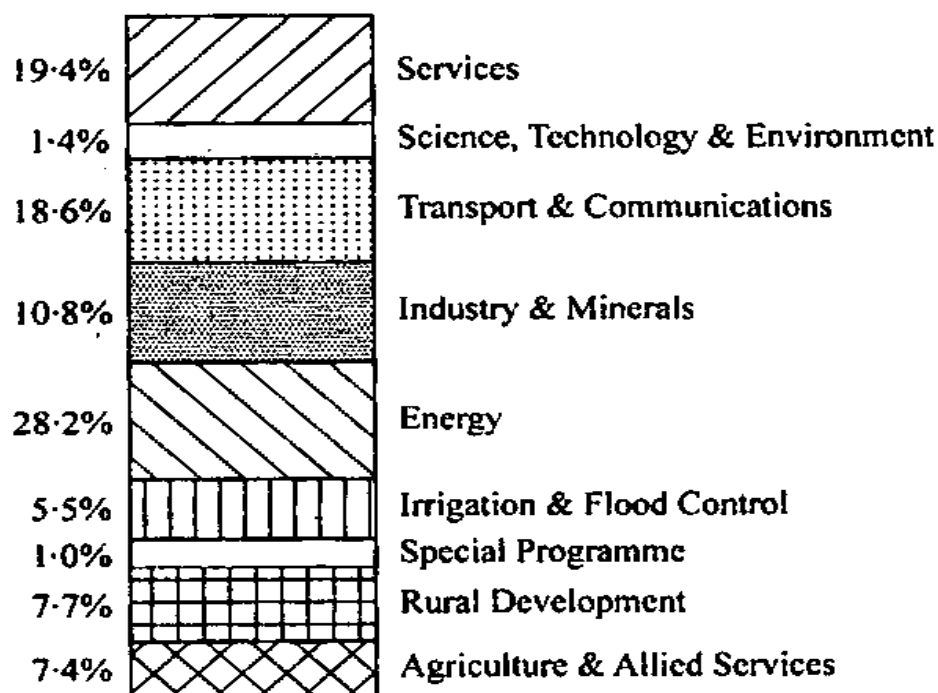 19·4% Services
1·4% Science, Technology & Environment
18·6% Transport & Communications
10·8% Industry & Minerals
28·2% Energy
5·5% Irrigation & Flood Control
1·0% Special Programme
7·7% Rural Development
7·4% Agriculture & Allied Services